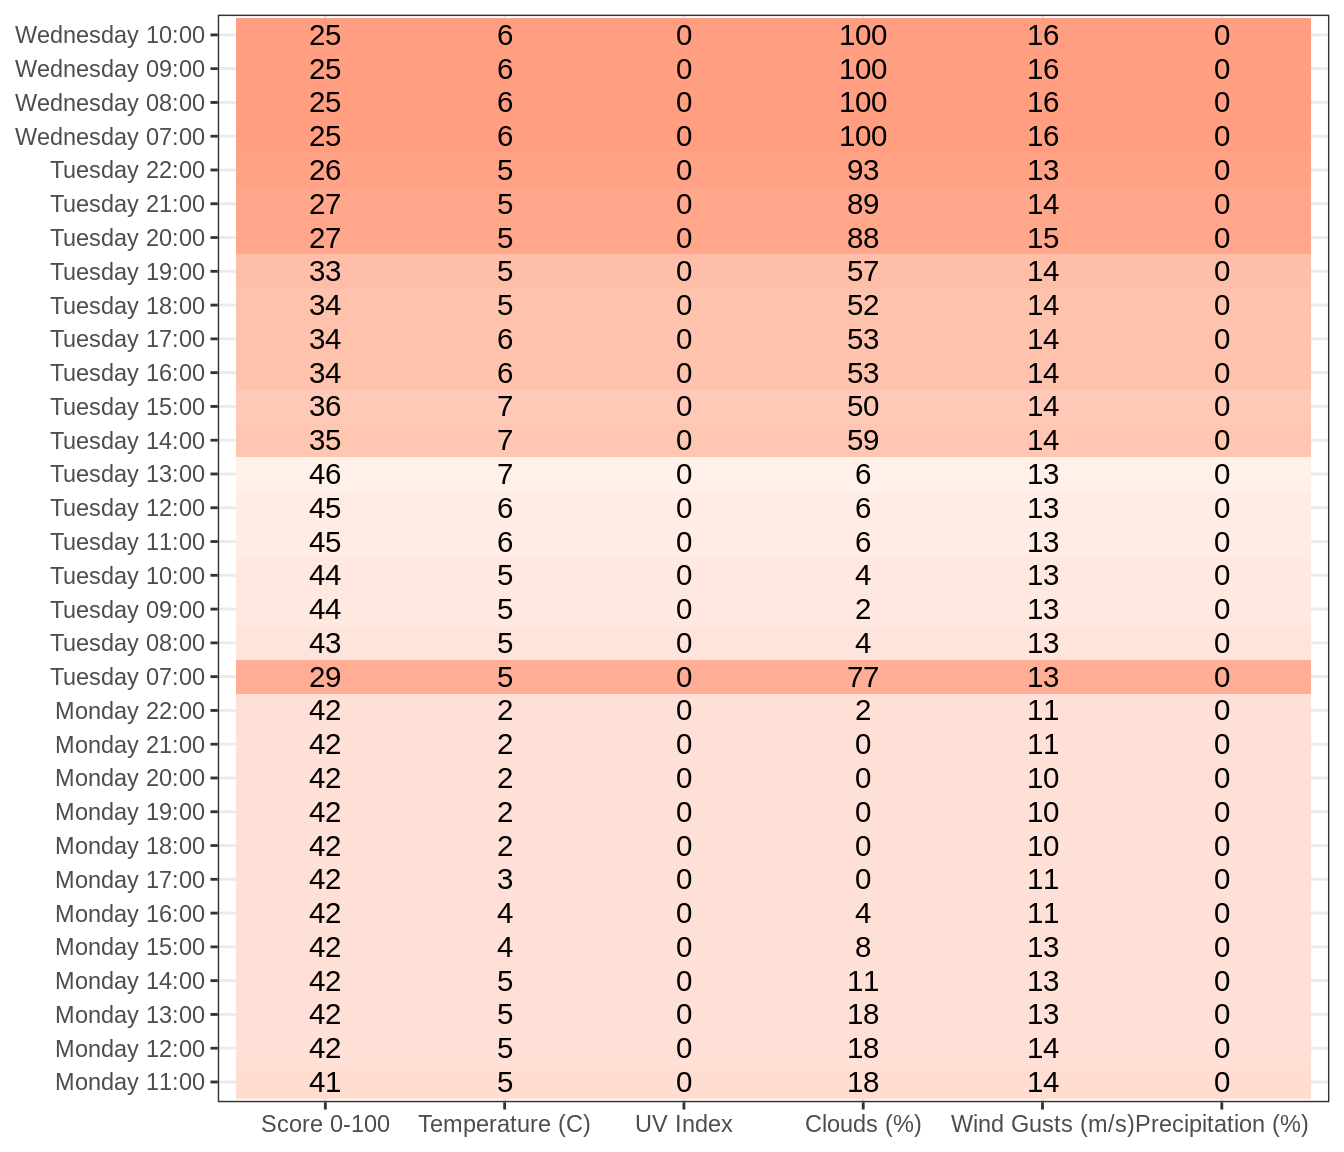 Wednesday 10:00 25 6 0 100 16 0
Wednesday 09:00 25 6 0 100 16 0
Wednesday 08:00 25 6 0 100 16 0
Wednesday 07:00 25 6 0 100 16 0
Tuesday 22:00 26 5 0 93 13 0
Tuesday 21:00 27 5 0 89 14 0
Tuesday 20:00 27 5 0 88 15 0
Tuesday 19:00 33 5 0 57 14 0
Tuesday 18:00 34 5 0 52 14 0
Tuesday 17:00 34 6 0 53 14 0
Tuesday 16:00 34 6 0 53 14 0
Tuesday 15:00 36 7 0 50 14 0
Tuesday 14:00 35 7 0 59 14 0
Tuesday 13:00 46 7 0 6 13 0
Tuesday 12:00 45 6 0 6 13 0
Tuesday 11:00 45 6 0 6 13 0
Tuesday 10:00 44 5 0 4 13 0
Tuesday 09:00 44 5 0 2 13 0
Tuesday 08:00 43 5 0 4 13 0
Tuesday 07:00 29 5 0 77 13 0
Monday 22:00 42 2 0 2 11 0
Monday 21:00 42 2 0 0 11 0
Monday 20:00 42 2 0 0 10 0
Monday 19:00 42 2 0 0 10 0
Monday 18:00 42 2 0 0 10 0
Monday 17:00 42 3 0 0 11 0
Monday 16:00 42 4 0 4 11 0
Monday 15:00 42 4 0 8 13 0
Monday 14:00 42 5 0 11 13 0
Monday 13:00 42 5 0 18 13 0
Monday 12:00 42 5 0 18 14 0
Monday 11:00 41 5 0 18 14 0
Score 0-100 Temperature (C) UV Index Clouds (%) Wind Gusts (m/s) Precipitation (%)